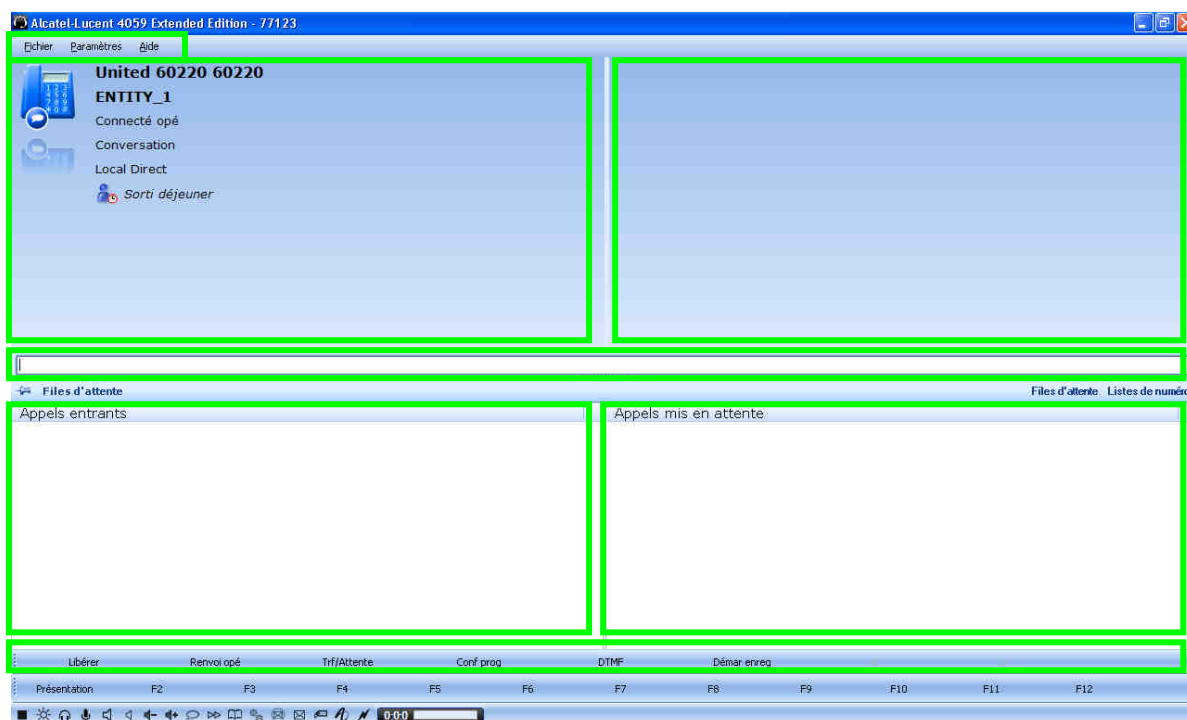 Alcatel-Lucent 4059 Extended Edition - 77123
Fichier Paramètres Aide
United 60220 60220
ENTITY_1
Connecté opé
Conversation
Local Direct
Sorti déjeuner
Files d'attente
Files d'attente Listes de numéro
Appels entrants
Appels mis en attente
Libérer Renvoi opé Trf/Attente Conf prog DTMF Démar enreg
Présentation F2 F3 F4 F5 F6 F7 F8 F9 F10 F11 F12
0:0:0